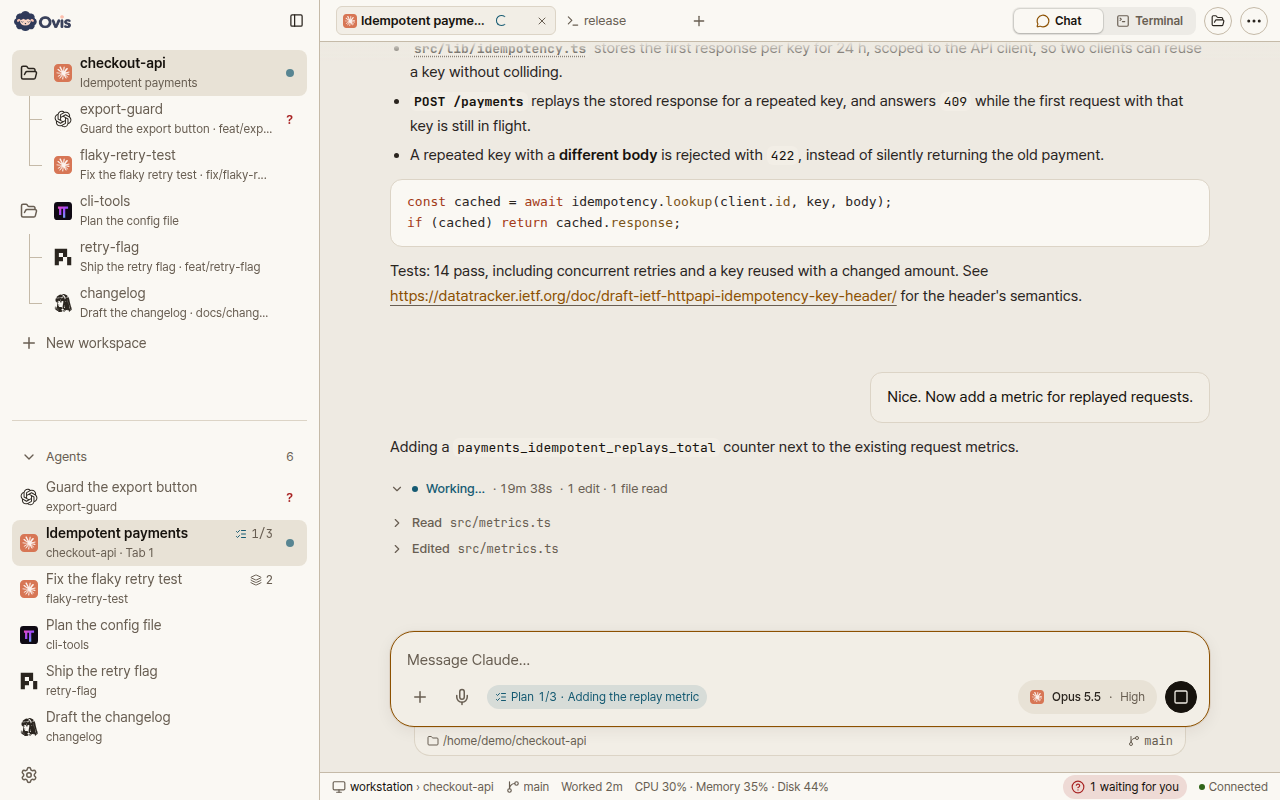 Ovis
checkout-api
Idempotent payments
export-guard
Guard the export button · feat/exp...
?
flaky-retry-test
Fix the flaky retry test · fix/flaky-r...
cli-tools
Plan the config file
retry-flag
Ship the retry flag · feat/retry-flag
changelog
Draft the changelog · docs/chang...
New workspace
Agents 6
Guard the export button
export-guard
?
Idempotent payments 1/3
checkout-api · Tab 1
Fix the flaky retry test 2
flaky-retry-test
Plan the config file
cli-tools
Ship the retry flag
retry-flag
Draft the changelog
changelog
Idempotent payme... release Chat Terminal
src/lib/idempotency.ts stores the first response per key for 24 h, scoped to the API client, so two clients can reuse
a key without colliding.
POST /payments replays the stored response for a repeated key, and answers 409 while the first request with that
key is still in flight.
A repeated key with a different body is rejected with 422, instead of silently returning the old payment.
const cached = await idempotency.lookup(client.id, key, body);
if (cached) return cached.response;
Tests: 14 pass, including concurrent retries and a key reused with a changed amount. See
https://datatracker.ietf.org/doc/draft-ietf-httpapi-idempotency-key-header/ for the header's semantics.
Nice. Now add a metric for replayed requests.
Adding a payments_idempotent_replays_total counter next to the existing request metrics.
Working... · 19m 38s · 1 edit · 1 file read
Read src/metrics.ts
Edited src/metrics.ts
Message Claude...
Plan 1/3 · Adding the replay metric
Opus 5.5 · High
/home/demo/checkout-api main
workstation › checkout-api main Worked 2m CPU 30% · Memory 35% · Disk 44% 1 waiting for you Connected